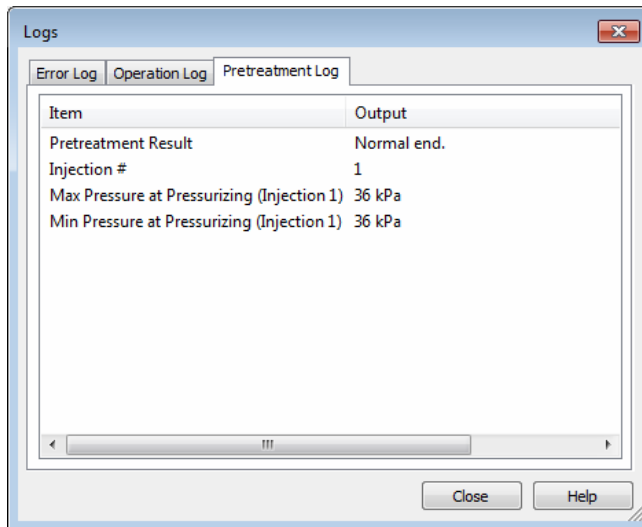 Logs
Error Log Operation Log Pretreatment Log
Item Output
Pretreatment Result Normal end.
Injection # 1
Max Pressure at Pressurizing (Injection 1) 36 kPa
Min Pressure at Pressurizing (Injection 1) 36 kPa
Close Help